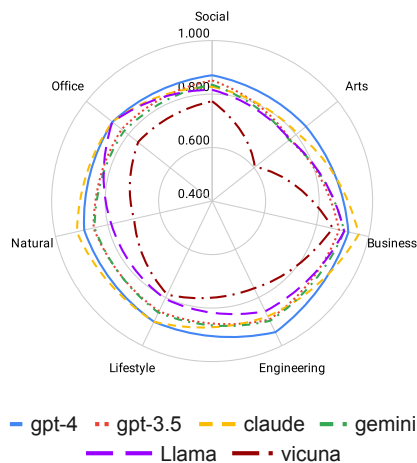 Social
1.000
Office
0.800
Arts
0.600
0.400
Natural
Business
Lifestyle
Engineering
gpt-4 gpt-3.5 claude gemini
Llama vicuna